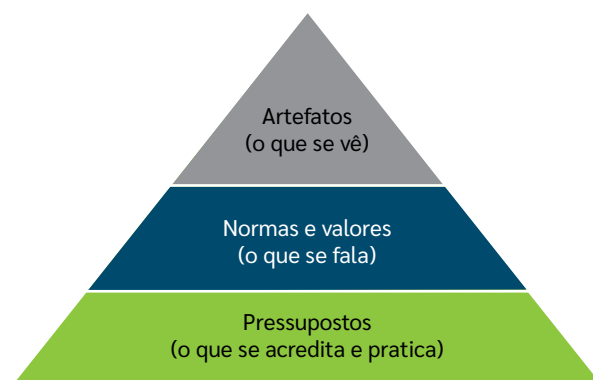 Artefatos
(o que se vê)
Normas e valores
(o que se fala)
Pressupostos
(o que se acredita e pratica)